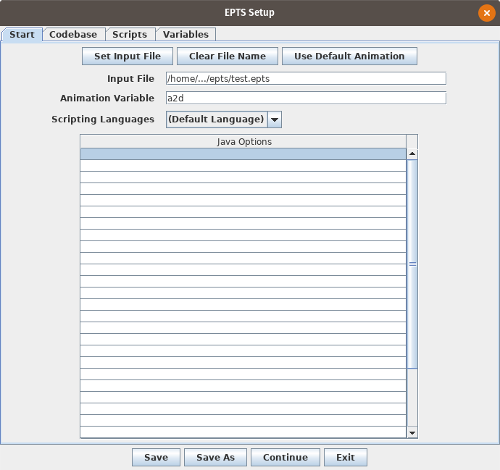 EPTS Setup
Start Codebase Scripts Variables
Set Input File Clear File Name Use Default Animation
Input File /home/.../epts/test.epts
Animation Variable a2d
Scripting Languages (Default Language)
Java Options
Save Save As Continue Exit